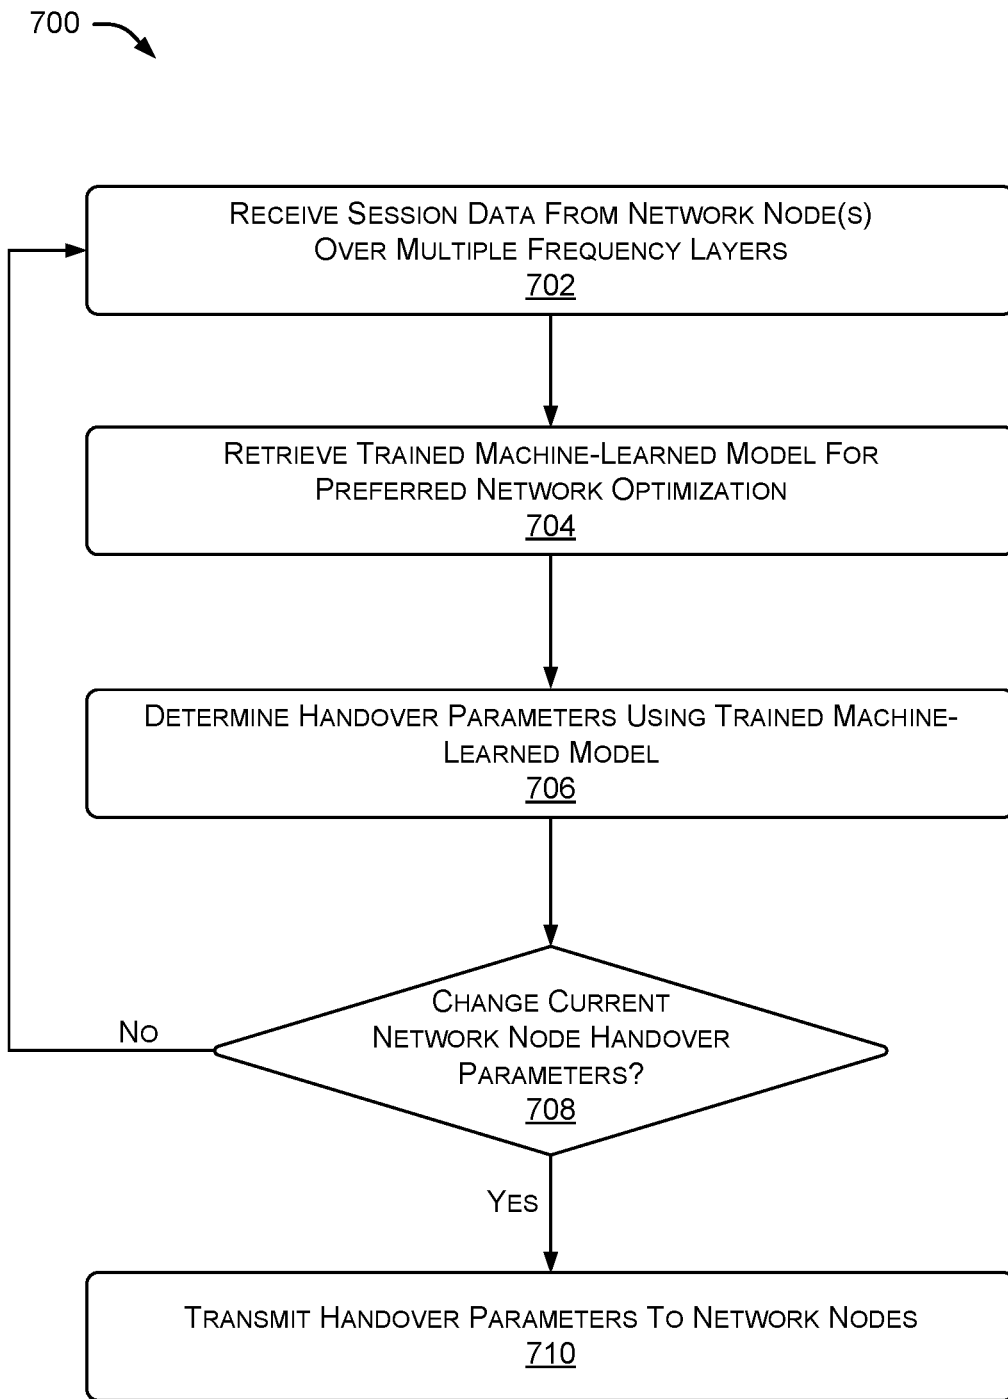 700
RECEIVE SESSION DATA FROM NETWORK NODE(S)
OVER MULTIPLE FREQUENCY LAYERS
702
RETRIEVE TRAINED MACHINE-LEARNED MODEL FOR
PREFERRED NETWORK OPTIMIZATION
704
DETERMINE HANDOVER PARAMETERS USING TRAINED MACHINE-
LEARNED MODEL
706
CHANGE CURRENT
NETWORK NODE HANDOVER
PARAMETERS?
708
NO
YES
TRANSMIT HANDOVER PARAMETERS TO NETWORK NODES
710